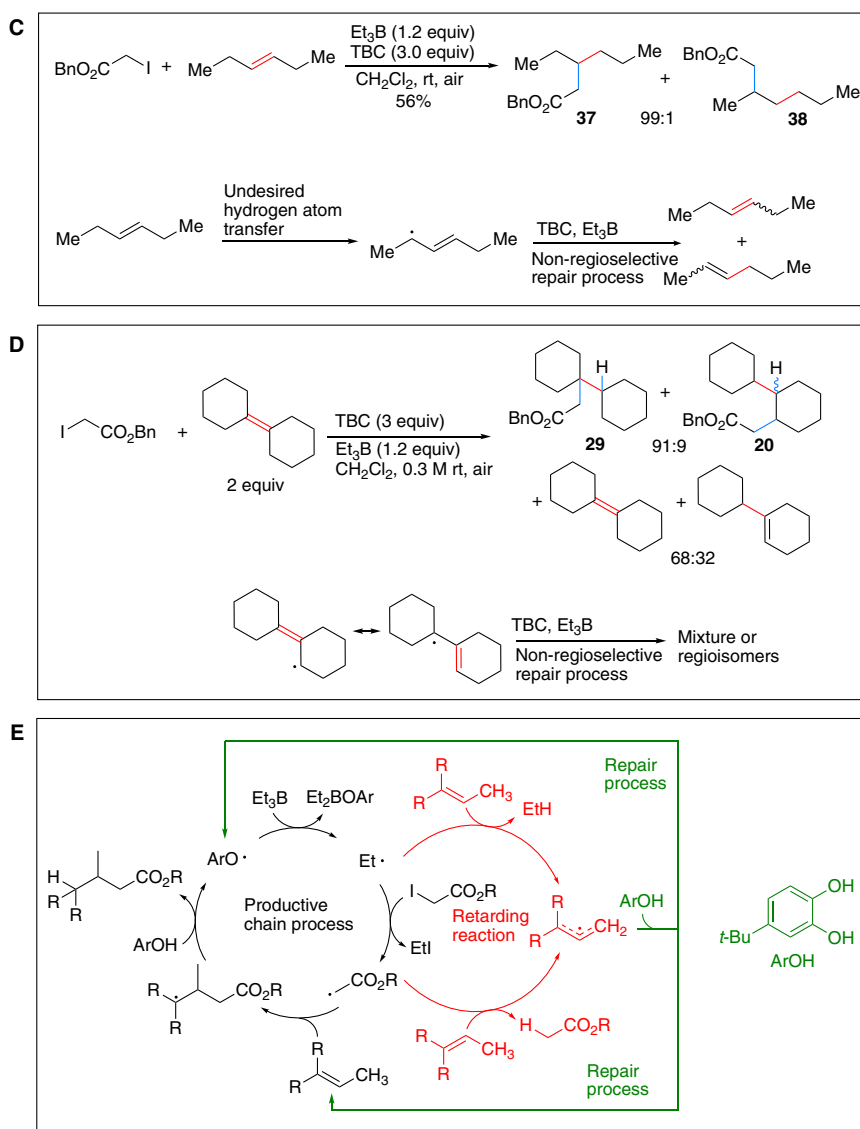 C
Et3B (1.2 equiv)
TBC (3.0 equiv)
CH2Cl2, rt, air
56%
BnO2C
I
+
Me
Me
Me
Me
BnO2C
37
+
99:1
BnO2C
Me
Me
38
Me
Me
Undesired
hydrogen atom
transfer
Me
Me
TBC, Et3B
Non-regioselective
repair process
Me
Me
+
Me
Me
D
I
CO2Bn
+
2 equiv
TBC (3 equiv)
Et3B (1.2 equiv)
CH2Cl2, 0.3 M rt, air
H
BnO2C
29
+
91:9
H
BnO2C
20
+
+
68:32
TBC, Et3B
Non-regioselective
repair process
Mixture or
regioisomers
E
Repair
process
Et3B
Et2BOAr
R
R
CH3
EtH
ArO•
Et•
H
R
R
CO2R
ArOH
Productive
chain process
I
CO2R
EtI
Retarding
reaction
R
R
CH2
ArOH
t-Bu
OH
OH
ArOH
R
R
CO2R
CO2R
R
R
CH3
R
R
CH3
H
CO2R
Repair
process